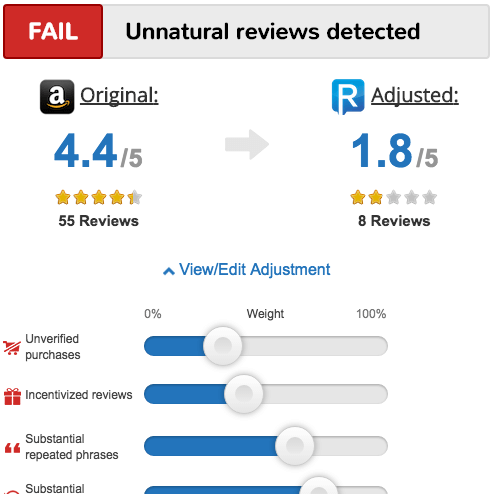 FAIL Unnatural reviews detected
Original: Adjusted:
4.4/5 1.8/5
55 Reviews 8 Reviews
View/Edit Adjustment
0% Weight 100%
Unverified
purchases
Incentivized reviews
Substantial
repeated phrases
Substantial